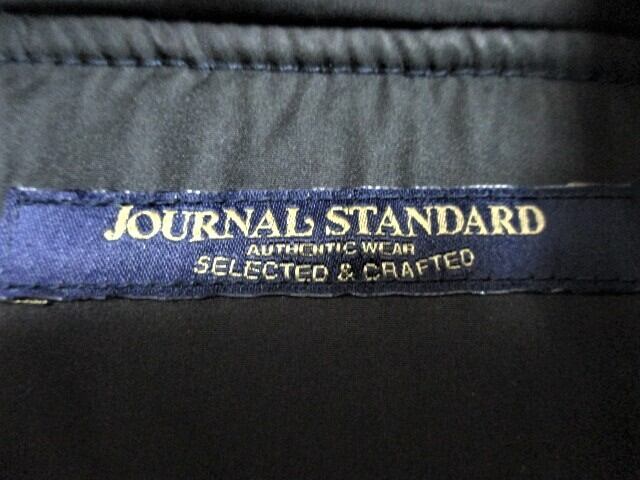 JOURNAL STANDARD
AUTHENTIC WEAR
SELECTED & CRAFTED